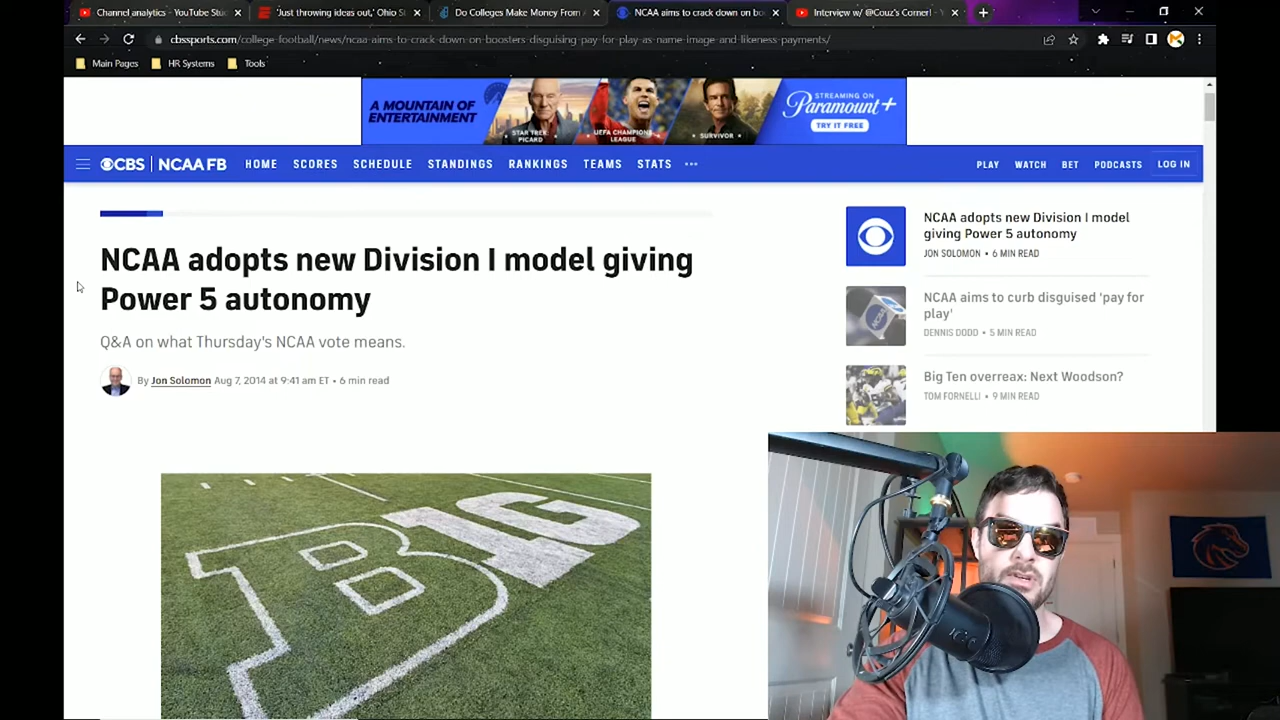 Channel analytics - YouTube Stu
'Just throwing ideas out,' Ohio S
Do Colleges Make Money From
NCAA aims to crack down on bo
Interview w/ @Couz's Corner! - Y
cbssports.com/college-football/news/ncaa-aims-to-crack-down-on-boosters-disguising-pay-for-play-as-name-image-and-likeness-payments/
Main Pages
HR Systems
Tools
A MOUNTAIN OF
ENTERTAINMENT
STAR TREK:
PICARD
UEFA CHAMPIONS
LEAGUE
SURVIVOR
STREAMING ON
Paramount+
TRY IT FREE
CBS NCAA FB HOME SCORES SCHEDULE STANDINGS RANKINGS TEAMS STATS ••• PLAY WATCH BET PODCASTS LOG IN
NCAA adopts new Division I model giving
Power 5 autonomy
Q&A on what Thursday's NCAA vote means.
By Jon Solomon Aug 7, 2014 at 9:41 am ET • 6 min read
B1G
NCAA adopts new Division I model
giving Power 5 autonomy
JON SOLOMON • 6 MIN READ
NCAA aims to curb disguised 'pay for
play'
DENNIS DODD • 5 MIN READ
Big Ten overreax: Next Woodson?
TOM FORNELLI • 9 MIN READ